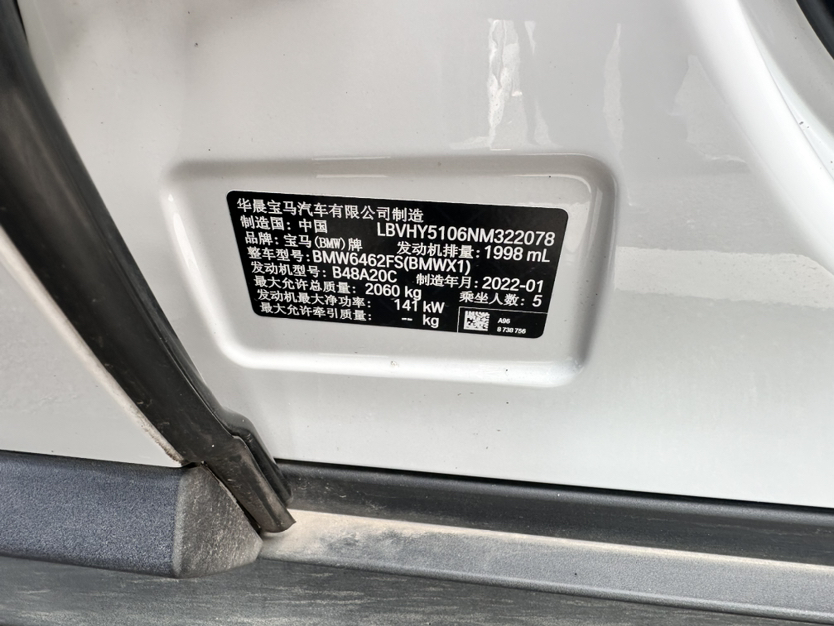 华晨宝马汽车有限公司制造
制造国: 中国 LBVHY5106NM322078
品牌: 宝马(BMW)牌 发动机排量: 1998 mL
整车型号: BMW6462FS(BMWX1)
发动机型号: B48A20C 制造年月: 2022-01
最大允许总质量: 2060 kg 乘坐人数: 5
发动机最大净功率: 141 kW
最大允许牵引质量: -- kg
A96
8 730 756